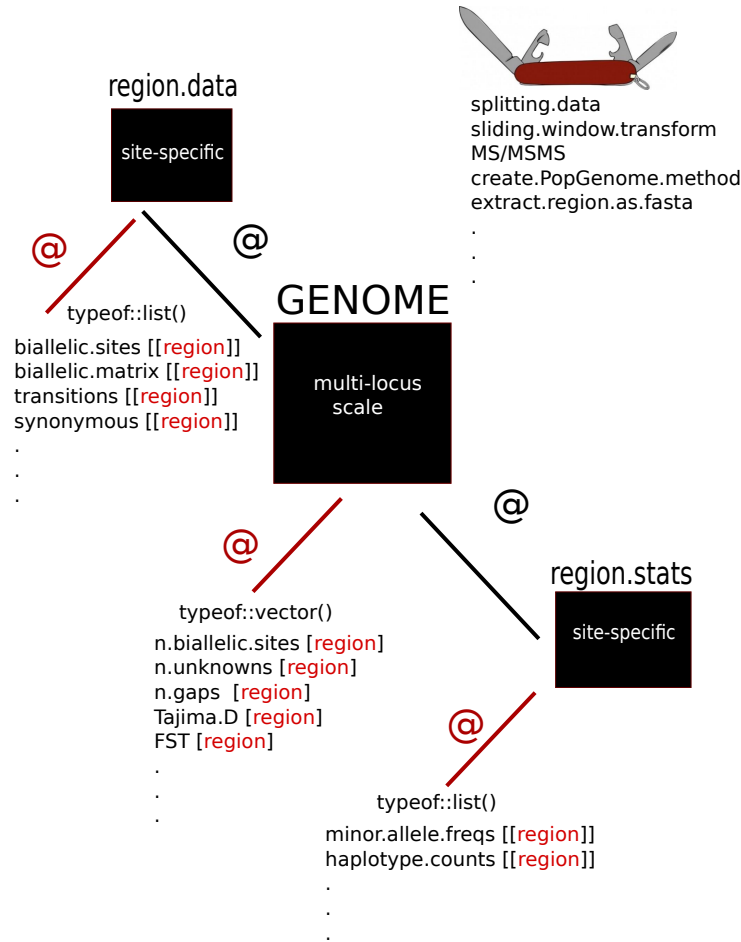 region.data
site-specific
splitting.data
sliding.window.transform
MS/MSMS
create.PopGenome.method
extract.region.as.fasta
.
.
.
@
@
typeof::list()
biallelic.sites [[region]]
biallelic.matrix [[region]]
transitions [[region]]
synonymous [[region]]
.
.
.
GENOME
multi-locus
scale
@
@
typeof::vector()
n.biallelic.sites [region]
n.unknowns [region]
n.gaps [region]
Tajima.D [region]
FST [region]
.
.
.
region.stats
site-specific
@
typeof::list()
minor.allele.freqs [[region]]
haplotype.counts [[region]]
.
.
.